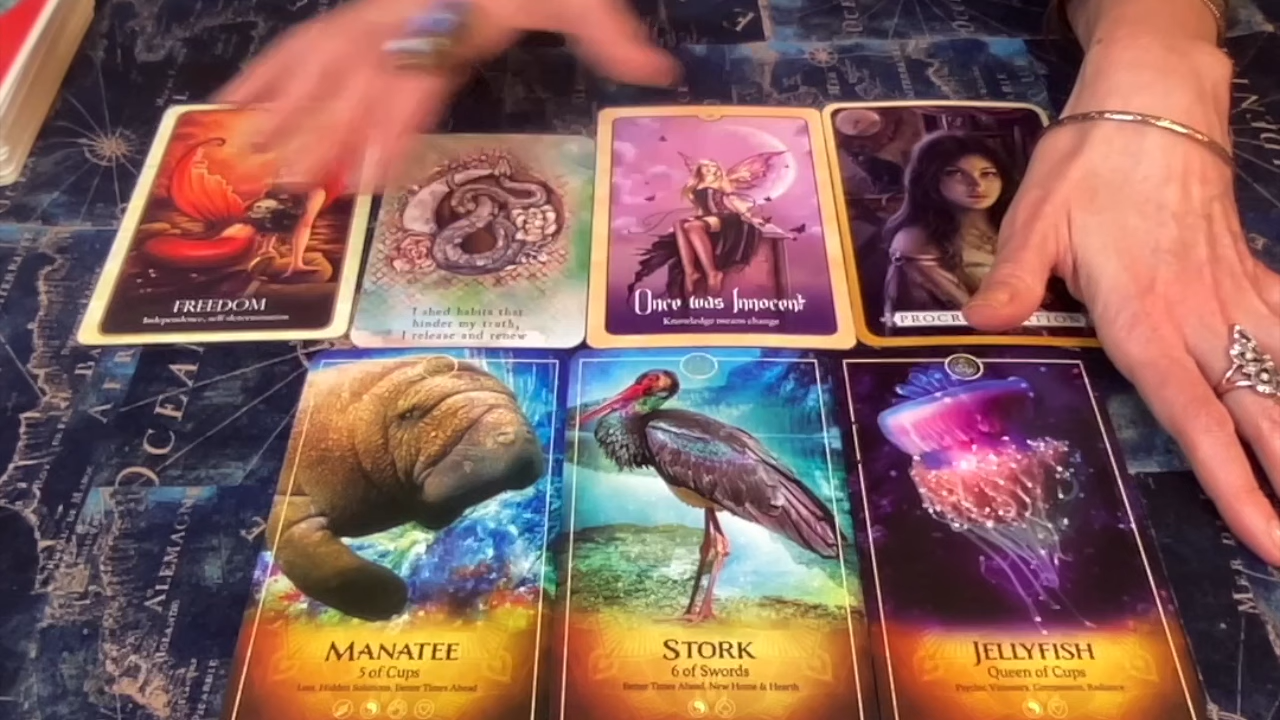 FREEDOM
Independence, self-determination
I shed habits that
hinder my truth,
I release and renew
Once was Innocent
Knowledge means change
MANATEE
5 of Cups
Loss, Hidden Solutions, Better Times Ahead
STORK
6 of Swords
Better Times Ahead, New Home & Hearth
JELLYFISH
Queen of Cups
Psychic, Visionary, Compassion, Radiance
OCEA
ALEMAGN